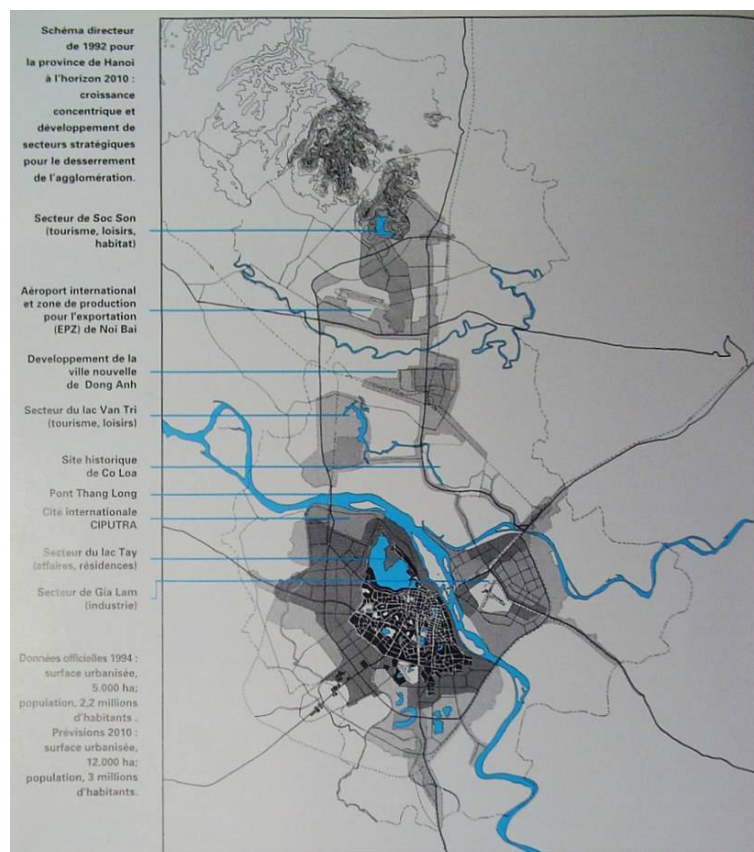 Schéma directeur
de 1992 pour
la province de Hanoi
à l'horizon 2010 :
croissance
concentrique et
développement de
secteurs stratégiques
pour le desserrement
de l'agglomération.
Secteur de Soc Son
(tourisme, loisirs,
habitat)
Aéroport international
et zone de production
pour l'exportation
(EPZ) de Noi Bai
Developpement de la
ville nouvelle
de Dong Anh
Secteur du lac Van Tri
(tourisme, loisirs)
Site historique
de Co Loa
Pont Thang Long
Cité internationale
CIPUTRA
Secteur du lac Tay
(affaires, résidences)
Secteur de Gia Lam
(industrie)
Données officielles 1994 :
surface urbanisée,
5.000 ha;
population, 2,2 millions
d'habitants .
Prévisions 2010 :
surface urbanisée,
12.000 ha;
population, 3 millions
d'habitants.